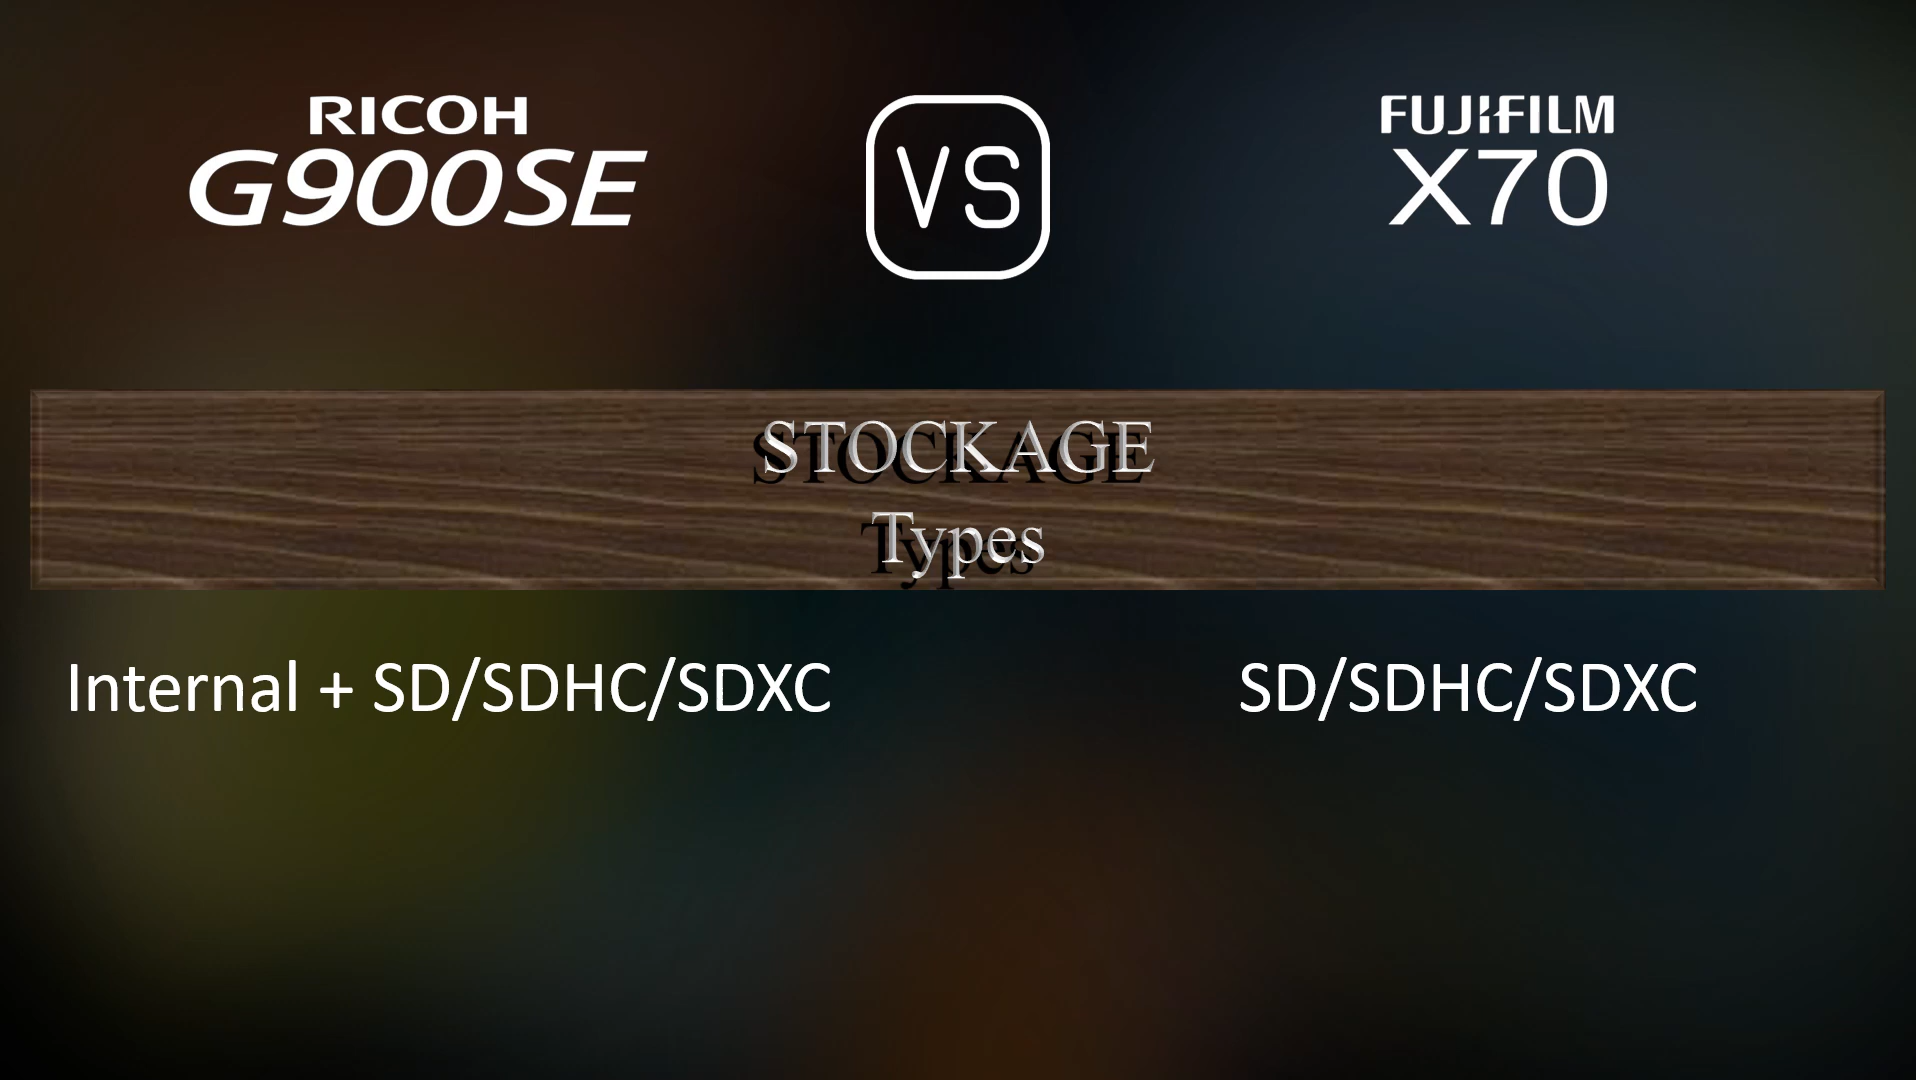 RICOH
G900SE
VS
FUJIFILM
X70
STOCKAGE
Types
Internal + SD/SDHC/SDXC
SD/SDHC/SDXC